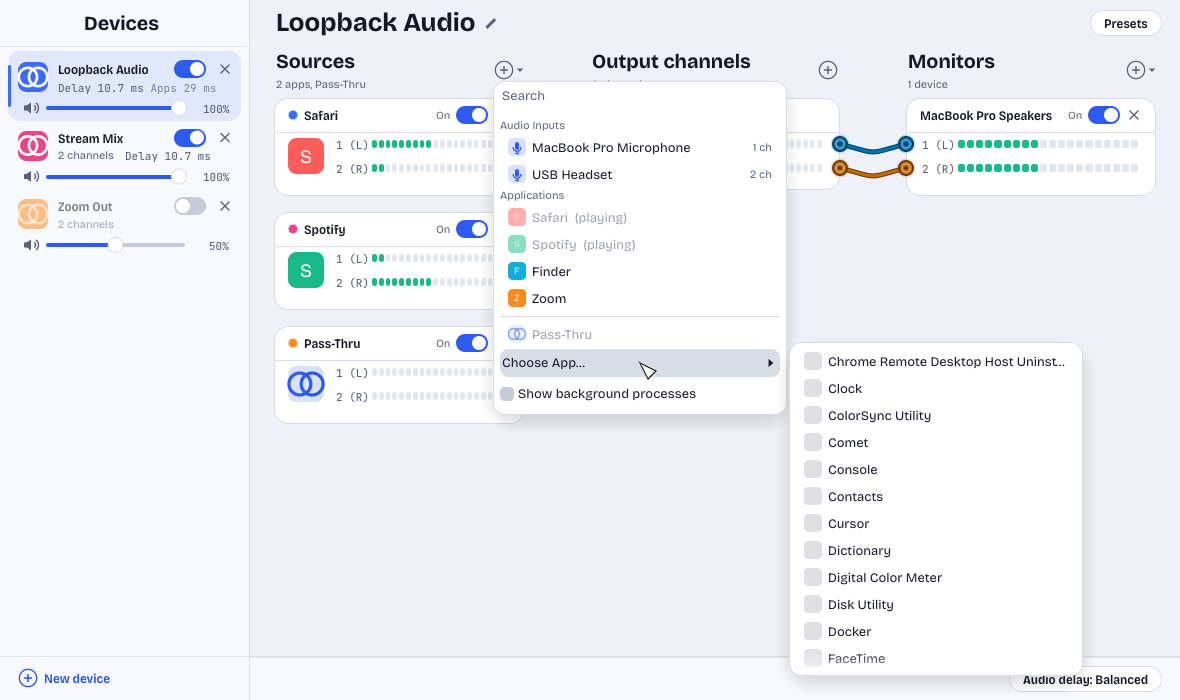 Devices
Loopback Audio
Delay 10.7 ms Apps 29 ms
100%
Stream Mix
2 channels Delay 10.7 ms
100%
Zoom Out
2 channels
50%
New device
Loopback Audio
Presets
Sources
2 apps, Pass-Thru
Output channels
Monitors
1 device
Safari
On
S
1 (L)
2 (R)
Spotify
On
S
1 (L)
2 (R)
Pass-Thru
On
1 (L)
2 (R)
Search
Audio Inputs
MacBook Pro Microphone 1 ch
USB Headset 2 ch
Applications
S Safari (playing)
S Spotify (playing)
F Finder
Z Zoom
Pass-Thru
Choose App...
Show background processes
MacBook Pro Speakers On
1 (L)
2 (R)
Chrome Remote Desktop Host Uninst...
Clock
ColorSync Utility
Comet
Console
Contacts
Cursor
Dictionary
Digital Color Meter
Disk Utility
Docker
FaceTime
Audio delay: Balanced